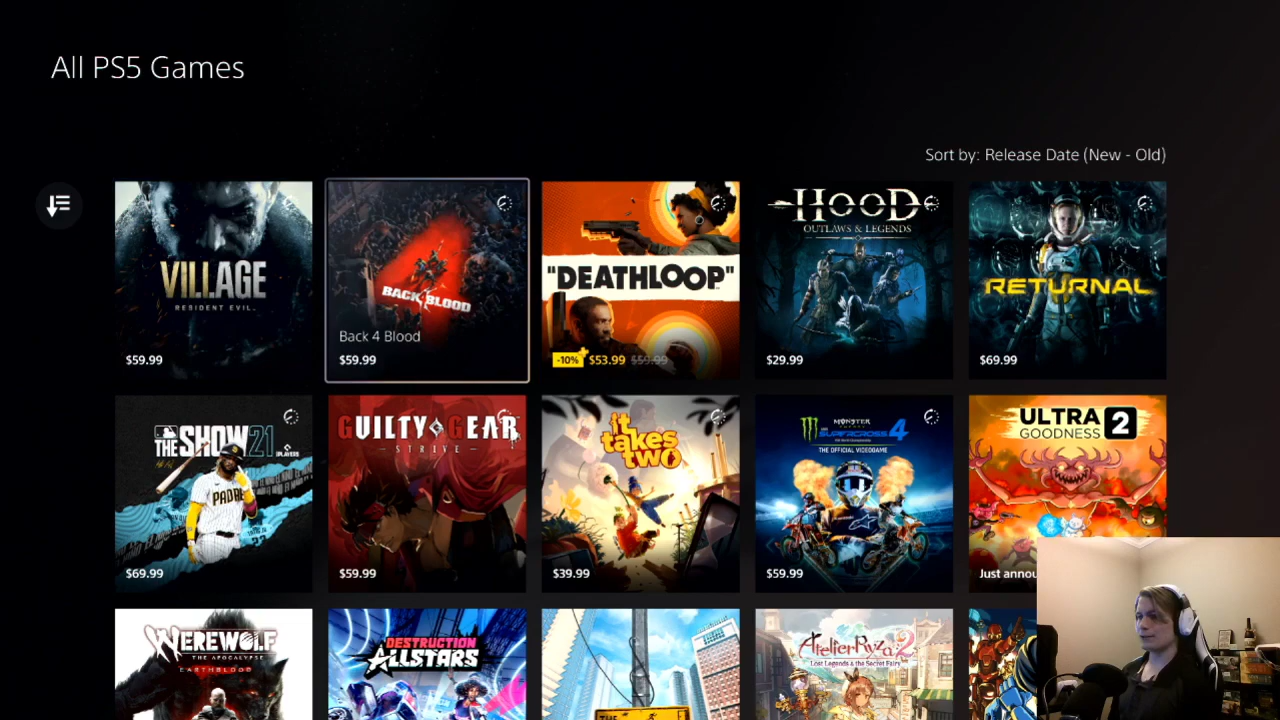 All PS5 Games
Sort by: Release Date (New - Old)
VILLAGE
RESIDENT EVIL.
$59.99
BACK 4 BLOOD
Back 4 Blood
$59.99
"DEATHLOOP"
-10% $53.99 $59.99
HOOD
OUTLAWS & LEGENDS
$29.99
RETURNAL
$69.99
THE SHOW 21
PADRES
$69.99
GUILTY GEAR
- STRIVE -
$59.99
it
takes
two
$39.99
MONSTER
ENERGY
SUPERCROSS 4
THE OFFICIAL VIDEOGAME
$59.99
ULTRA
GOODNESS 2
Just annou
WEREWOLF
THE APOCALYPSE
EARTHBLOOD
DESTRUCTION
ALLSTARS
THE
Atelier Ryza 2
Lost Legends & the Secret Fairy